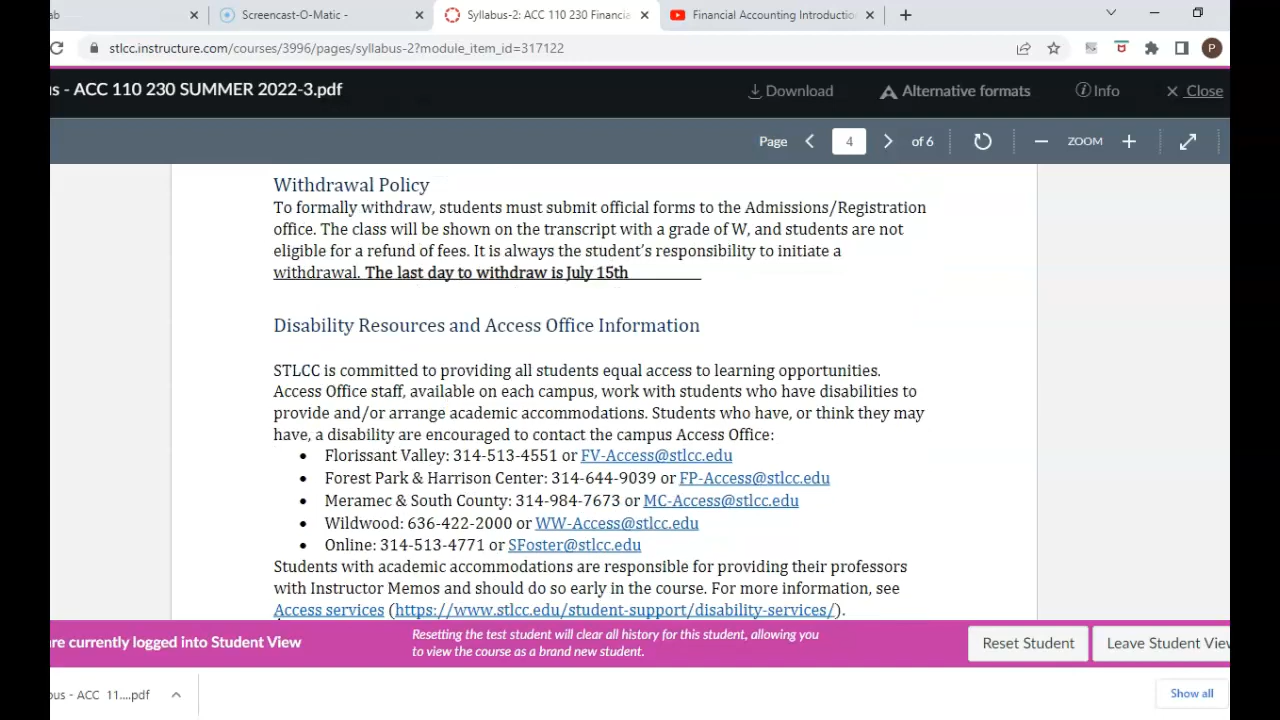 ab
Screencast-O-Matic -
Syllabus-2: ACC 110 230 Financia
Financial Accounting Introductio
stlcc.instructure.com/courses/3996/pages/syllabus-2?module_item_id=317122
P
s - ACC 110 230 SUMMER 2022-3.pdf
Download
Alternative formats
Info
Close
Page
4
of 6
ZOOM
Withdrawal Policy
To formally withdraw, students must submit official forms to the Admissions/Registration
office. The class will be shown on the transcript with a grade of W, and students are not
eligible for a refund of fees. It is always the student's responsibility to initiate a
withdrawal. The last day to withdraw is July 15th
Disability Resources and Access Office Information
STLCC is committed to providing all students equal access to learning opportunities.
Access Office staff, available on each campus, work with students who have disabilities to
provide and/or arrange academic accommodations. Students who have, or think they may
have, a disability are encouraged to contact the campus Access Office:
• Florissant Valley: 314-513-4551 or FV-Access@stlcc.edu
• Forest Park & Harrison Center: 314-644-9039 or FP-Access@stlcc.edu
• Meramec & South County: 314-984-7673 or MC-Access@stlcc.edu
• Wildwood: 636-422-2000 or WW-Access@stlcc.edu
• Online: 314-513-4771 or SFoster@stlcc.edu
Students with academic accommodations are responsible for providing their professors
with Instructor Memos and should do so early in the course. For more information, see
Access services (https://www.stlcc.edu/student-support/disability-services/).
re currently logged into Student View
Resetting the test student will clear all history for this student, allowing you
to view the course as a brand new student.
Reset Student
Leave Student View
bus - ACC 11....pdf
Show all